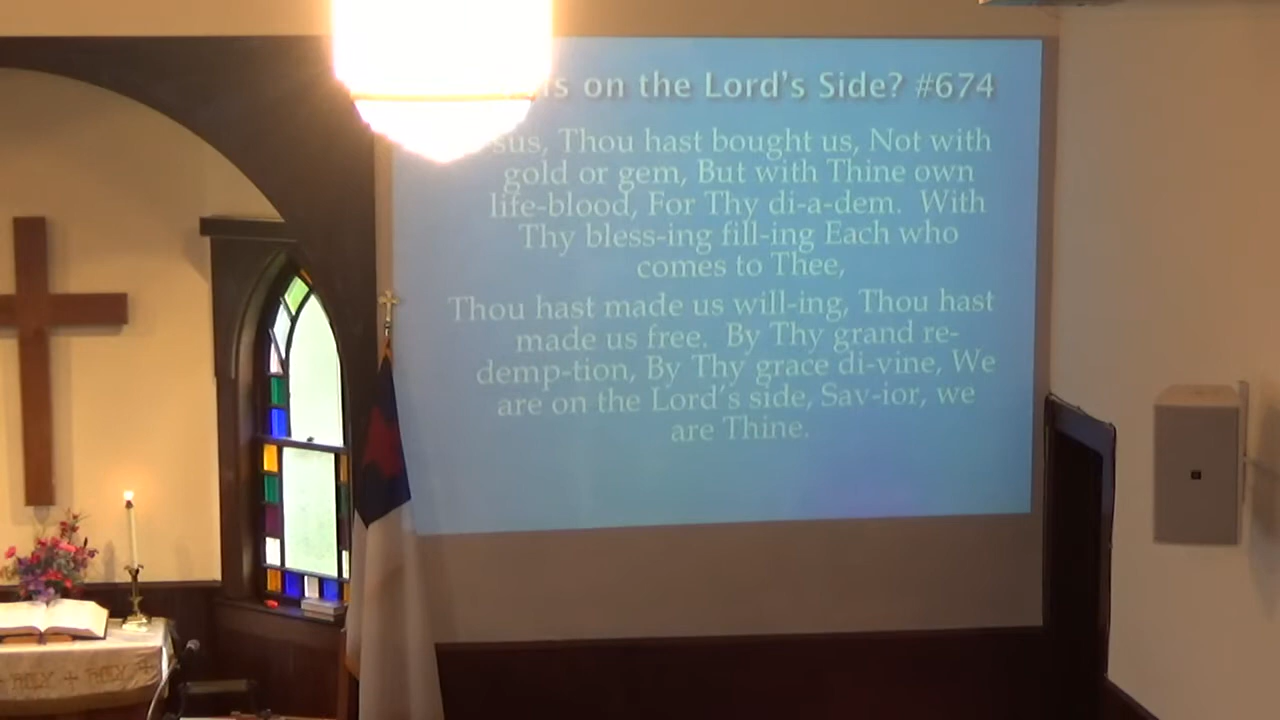 is on the Lord's Side? #674
sus, Thou hast bought us, Not with
gold or gem, But with Thine own
life-blood, For Thy di-a-dem. With
Thy bless-ing fill-ing Each who
comes to Thee,
Thou hast made us will-ing, Thou hast
made us free. By Thy grand re-
demp-tion, By Thy grace di-vine, We
are on the Lord's side, Sav-ior, we
are Thine.
HOLY HOLY